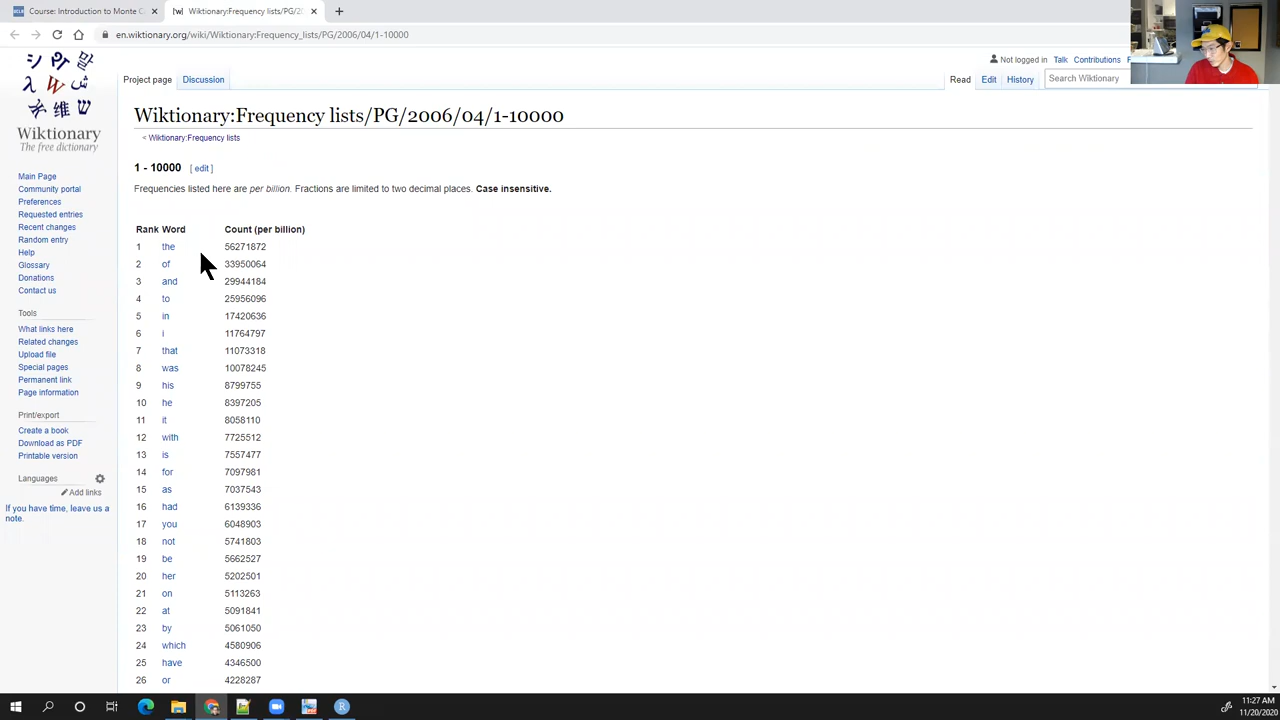 Course: Introduction to Monte C
[w] Wiktionary:Frequency lists/PG/20
en.wiktionary.org/wiki/Wiktionary:Frequency_lists/PG/2006/04/1-10000
Not logged in Talk Contributions
Project page Discussion Read Edit History Search Wiktionary
Wiktionary
The free dictionary
Main Page
Community portal
Preferences
Requested entries
Recent changes
Random entry
Help
Glossary
Donations
Contact us
Tools
What links here
Related changes
Upload file
Special pages
Permanent link
Page information
Print/export
Create a book
Download as PDF
Printable version
Languages
Add links
If you have time, leave us a
note.
Wiktionary:Frequency lists/PG/2006/04/1-10000
< Wiktionary:Frequency lists
1 - 10000 [ edit ]
Frequencies listed here are per billion. Fractions are limited to two decimal places. Case insensitive.
Rank Word Count (per billion)
1 the 56271872
2 of 33950064
3 and 29944184
4 to 25956096
5 in 17420636
6 i 11764797
7 that 11073318
8 was 10078245
9 his 8799755
10 he 8397205
11 it 8058110
12 with 7725512
13 is 7557477
14 for 7097981
15 as 7037543
16 had 6139336
17 you 6048903
18 not 5741803
19 be 5662527
20 her 5202501
21 on 5113263
22 at 5091841
23 by 5061050
24 which 4580906
25 have 4346500
26 or 4228287
11:27 AM
11/20/2020